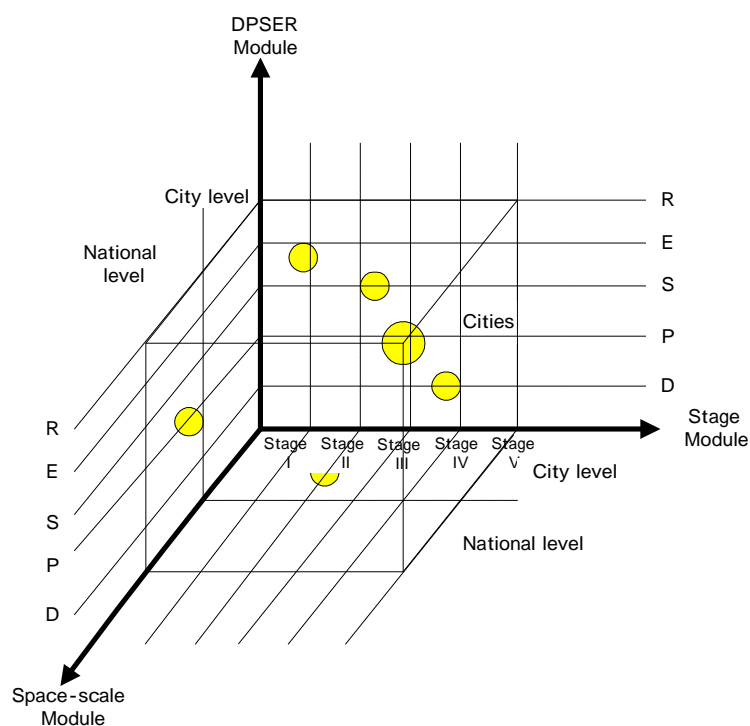 DPSER
Module
City level
R
E
National
level
S
Cities
P
D
R
Stage
Module
Stage
I
Stage
II
Stage
III
Stage
IV
Stage
V
E
City level
S
National level
P
D
Space-scale
Module